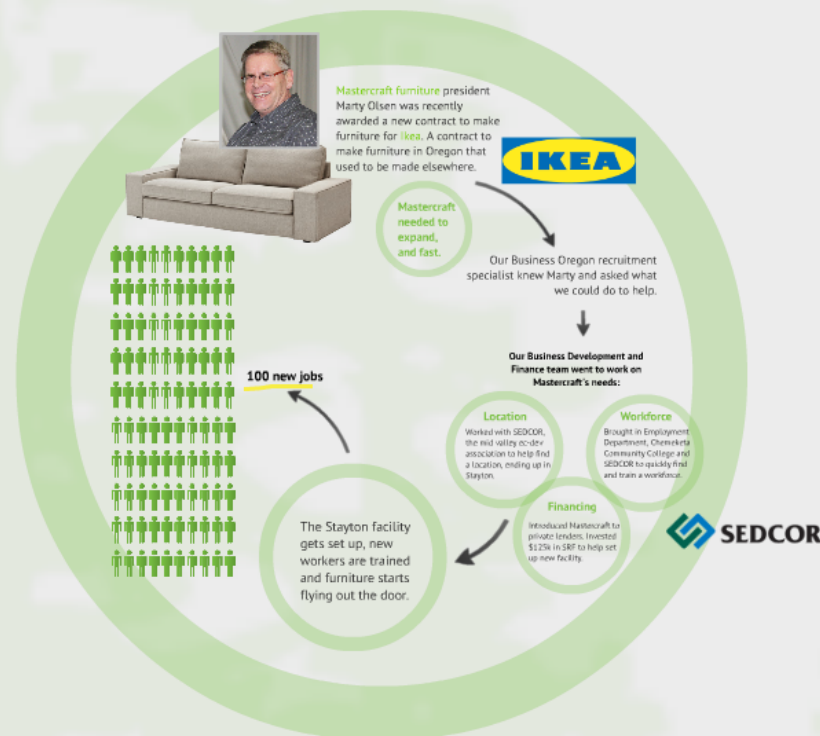 Mastercraft furniture president
Marty Olsen was recently
awarded a new contract to make
furniture for Ikea. A contract to
make furniture in Oregon that
used to be made elsewhere.
IKEA
Mastercraft
needed to
expand,
and fast.
Our Business Oregon recruitment
specialist knew Marty and asked what
we could do to help.
Our Business Development and
Finance team went to work on
Mastercraft's needs:
Location
Worked with SEDCOR,
the mid valley ec-dev
association to help find
a location, ending up in
Stayton.
Workforce
Brought in Employment
Department, Chemeketa
Community College and
SEDCOR to quickly find
and train a workforce.
Financing
Introduced Mastercraft to
private lenders. Invested
$125k in SRF to help set
up new facility.
SEDCOR
The Stayton facility
gets set up, new
workers are trained
and furniture starts
flying out the door.
100 new jobs